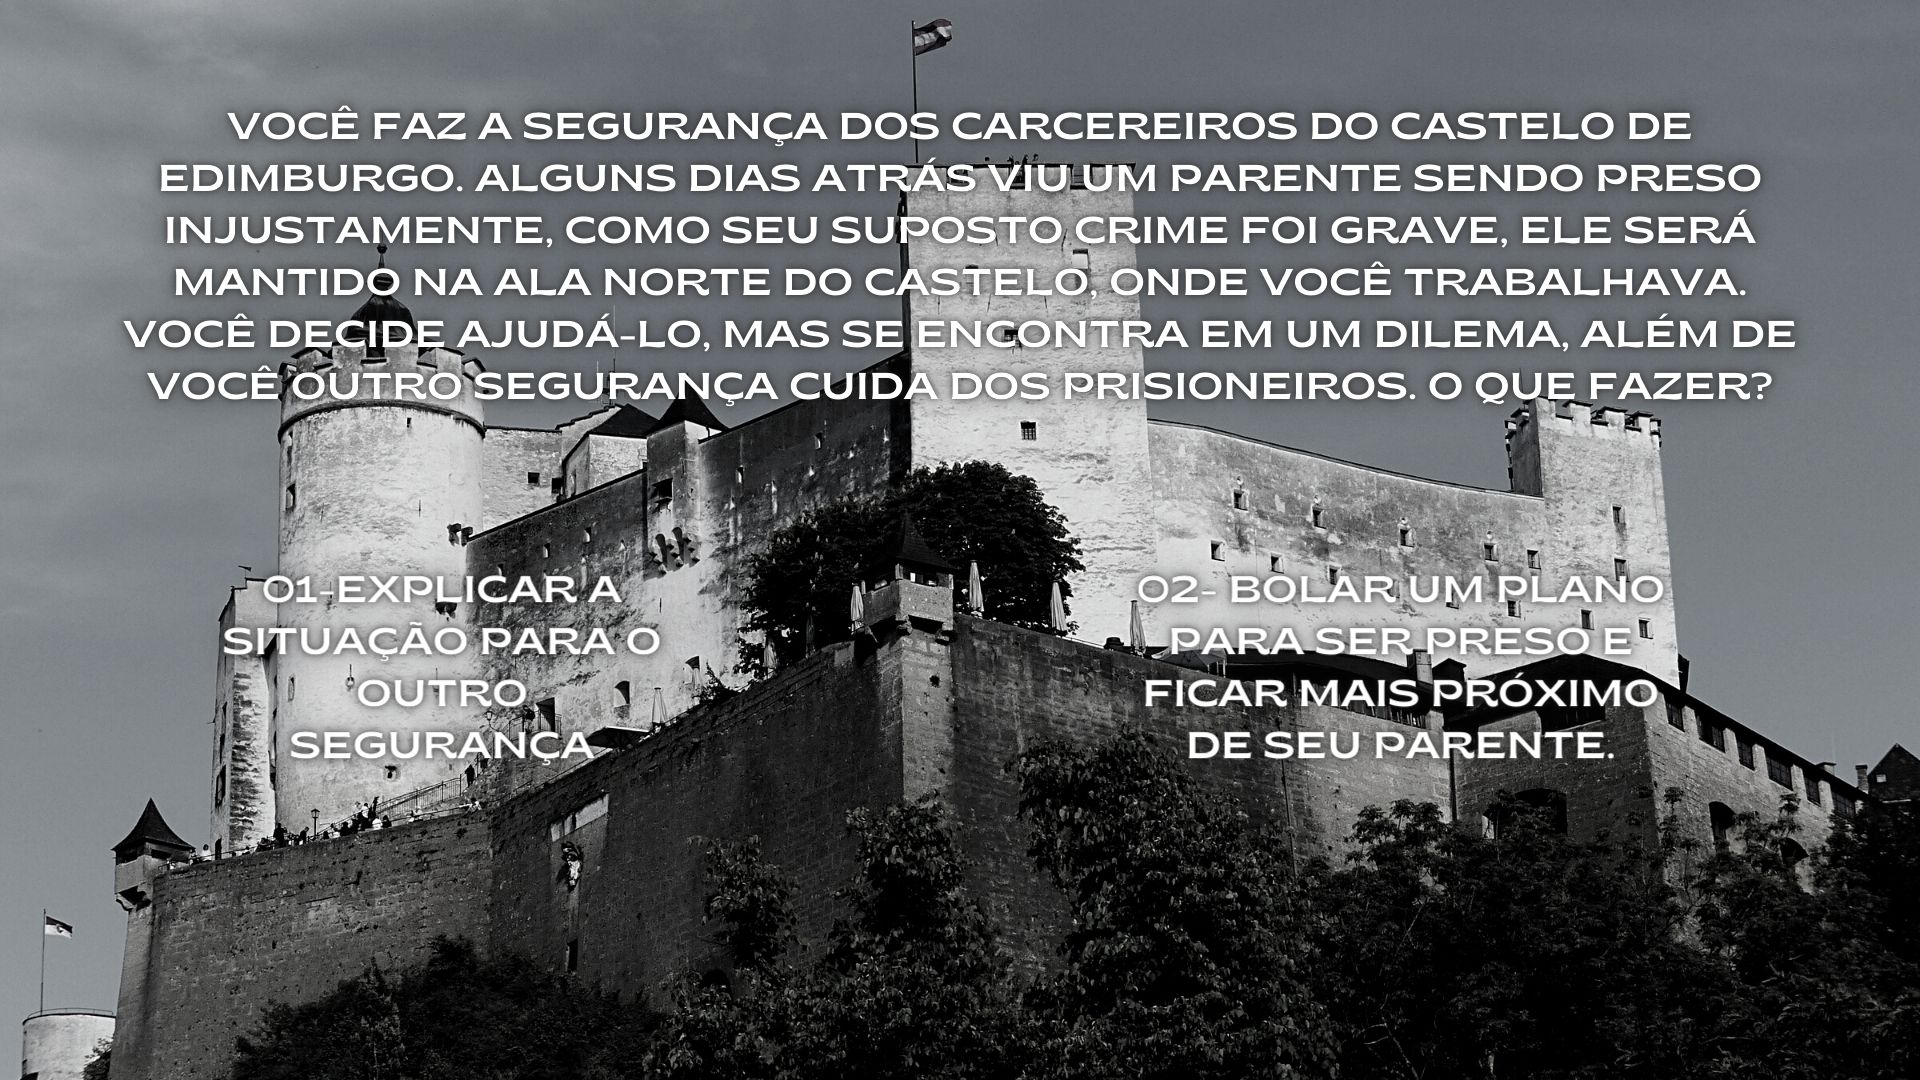 VOCÊ FAZ A SEGURANÇA DOS CARCEREIROS DO CASTELO DE
EDIMBURGO. ALGUNS DIAS ATRÁS VIU UM PARENTE SENDO PRESO
INJUSTAMENTE, COMO SEU SUPOSTO CRIME FOI GRAVE, ELE SERÁ
MANTIDO NA ALA NORTE DO CASTELO, ONDE VOCÊ TRABALHAVA.
VOCÊ DECIDE AJUDÁ-LO, MAS SE ENCONTRA EM UM DILEMA, ALÉM DE
VOCÊ OUTRO SEGURANÇA CUIDA DOS PRISIONEIROS. O QUE FAZER?
01-EXPLICAR A
SITUAÇÃO PARA O
OUTRO
SEGURANÇA
02- BOLAR UM PLANO
PARA SER PRESO E
FICAR MAIS PRÓXIMO
DE SEU PARENTE.